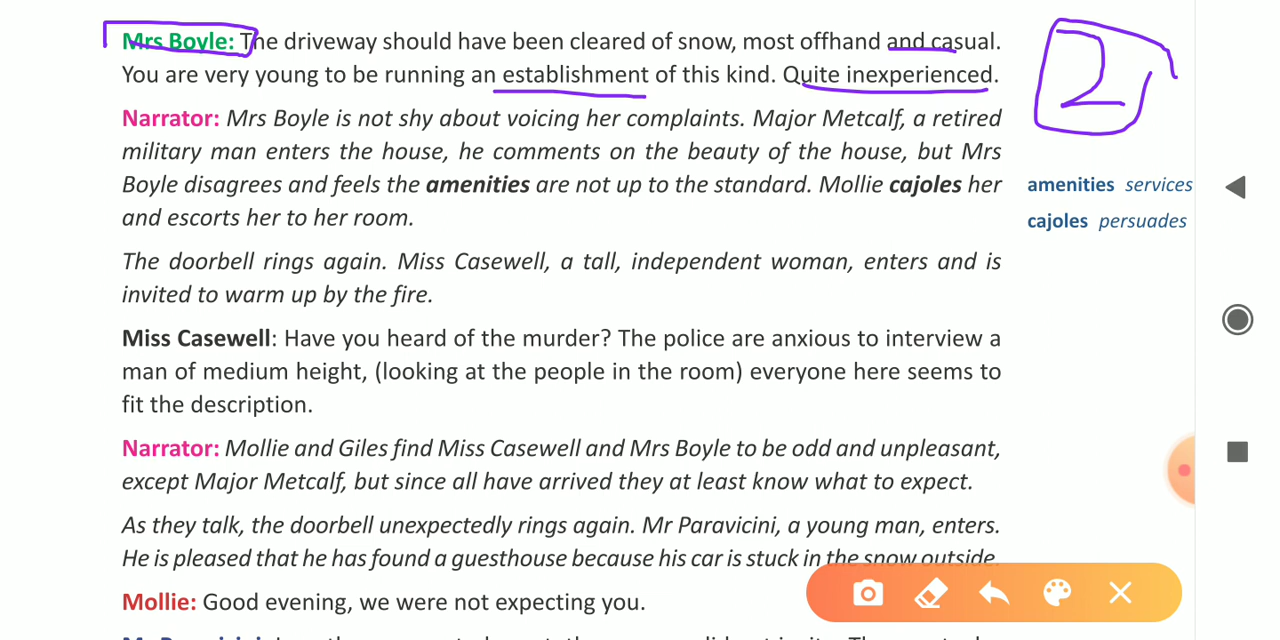 Mrs Boyle: The driveway should have been cleared of snow, most offhand and casual.
You are very young to be running an establishment of this kind. Quite inexperienced.
2
Narrator: Mrs Boyle is not shy about voicing her complaints. Major Metcalf, a retired
military man enters the house, he comments on the beauty of the house, but Mrs
Boyle disagrees and feels the amenities are not up to the standard. Mollie cajoles her
and escorts her to her room.
amenities services
cajoles persuades
The doorbell rings again. Miss Casewell, a tall, independent woman, enters and is
invited to warm up by the fire.
Miss Casewell: Have you heard of the murder? The police are anxious to interview a
man of medium height, (looking at the people in the room) everyone here seems to
fit the description.
Narrator: Mollie and Giles find Miss Casewell and Mrs Boyle to be odd and unpleasant,
except Major Metcalf, but since all have arrived they at least know what to expect.
As they talk, the doorbell unexpectedly rings again. Mr Paravicini, a young man, enters.
He is pleased that he has found a guesthouse because his car is stuck in the snow outside.
Mollie: Good evening, we were not expecting you.